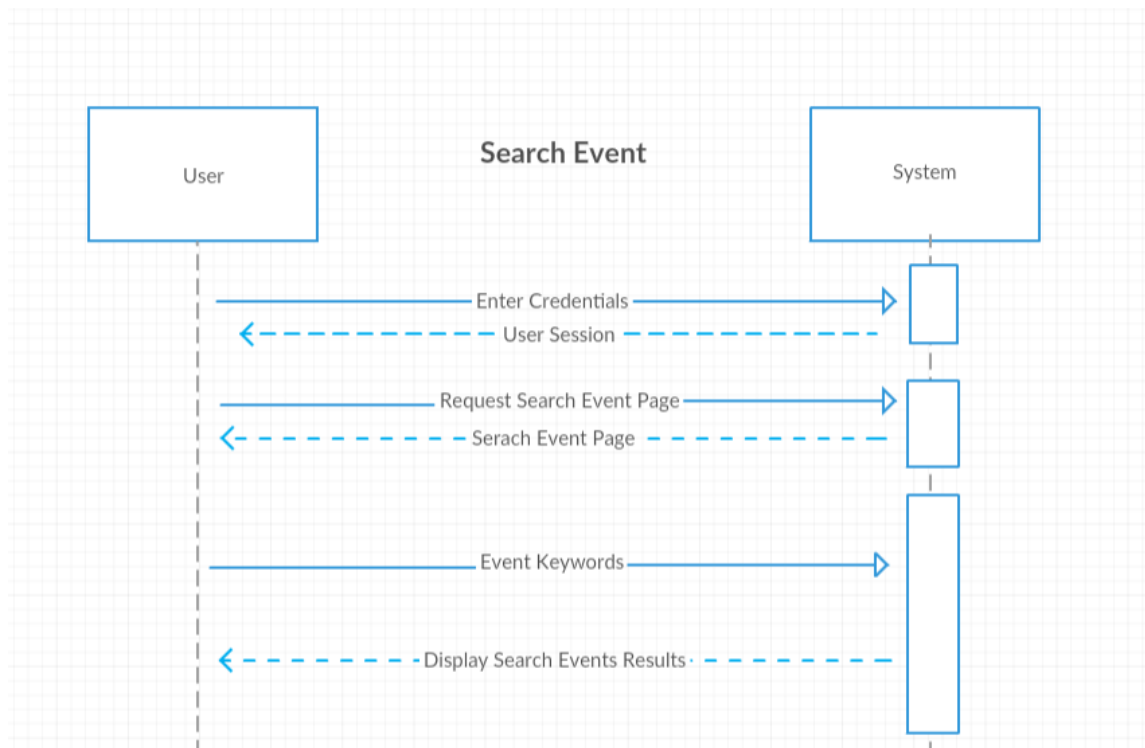 Search Event
User
System
Enter Credentials
User Session
Request Search Event Page
Serach Event Page
Event Keywords
Display Search Events Results